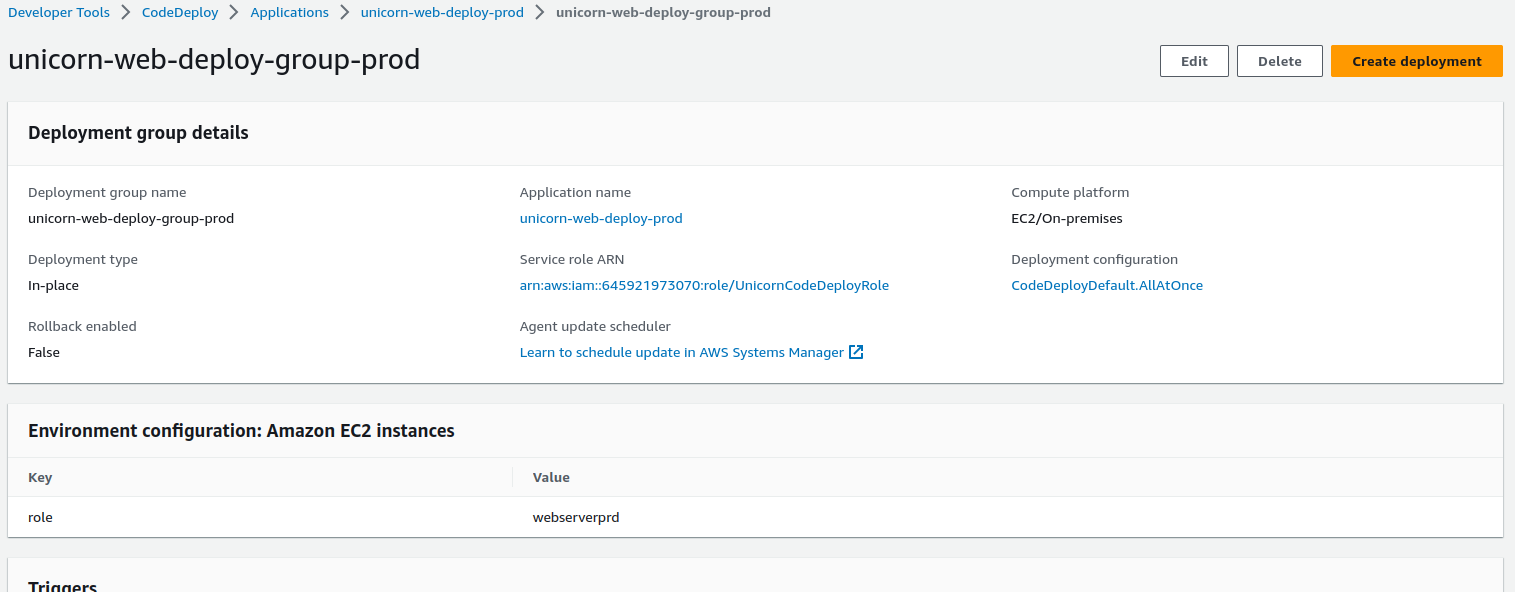 Developer Tools > CodeDeploy > Applications > unicorn-web-deploy-prod > unicorn-web-deploy-group-prod
unicorn-web-deploy-group-prod
Edit Delete Create deployment
Deployment group details
Deployment group name Application name Compute platform
unicorn-web-deploy-group-prod unicorn-web-deploy-prod EC2/On-premises
Deployment type Service role ARN Deployment configuration
In-place arn:aws:iam::645921973070:role/UnicornCodeDeployRole CodeDeployDefault.AllAtOnce
Rollback enabled Agent update scheduler
False Learn to schedule update in AWS Systems Manager
Environment configuration: Amazon EC2 instances
Key Value
role webserverprd
Triggers